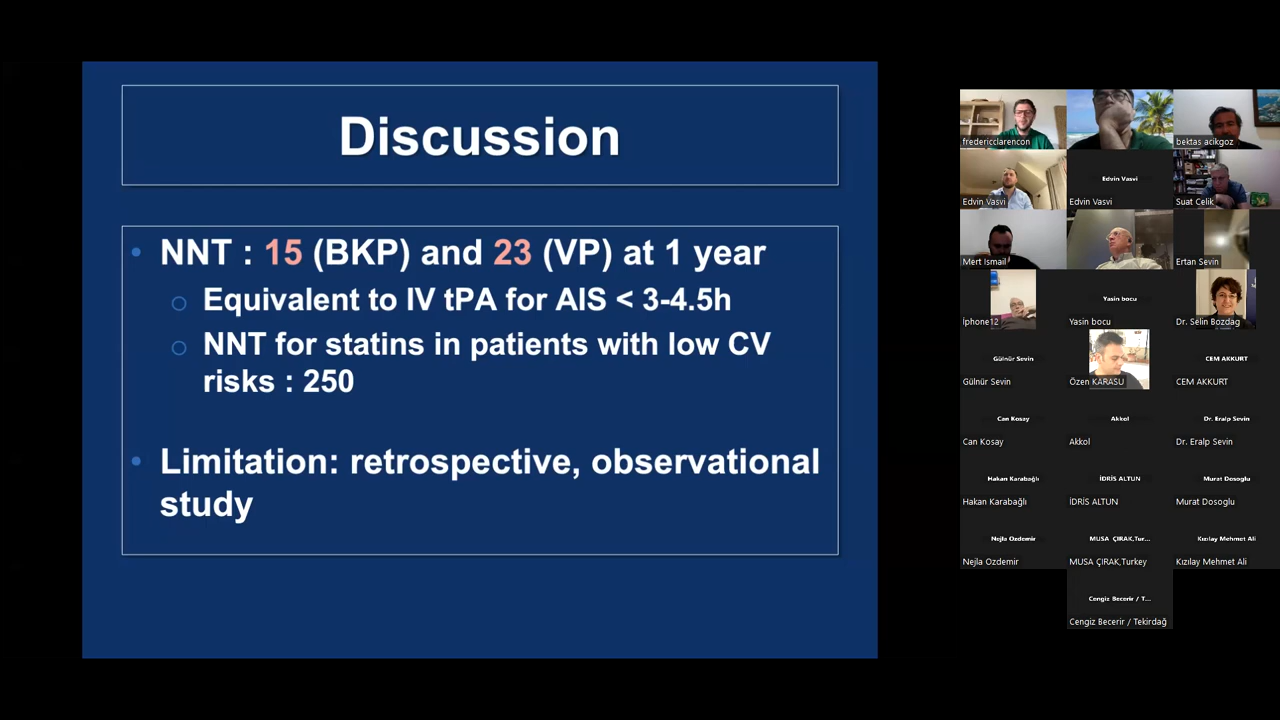 Discussion
• NNT : 15 (BKP) and 23 (VP) at 1 year
o Equivalent to IV tPA for AIS < 3-4.5h
o NNT for statins in patients with low CV
risks : 250
• Limitation: retrospective, observational
study
fredericclarencon
bektas acikgoz
Edvin Vasvi
Edvin Vasvi
Edvin Vasvi
Suat Celik
Mert Ismail
Ertan Sevin
İphone12
Yasin bocu
Yasin bocu
Dr. Selin Bozdag
Gülnür Sevin
Gülnür Sevin
Özen KARASU
CEM AKKURT
CEM AKKURT
Can Kosay
Can Kosay
Akkol
Akkol
Dr. Eralp Sevin
Dr. Eralp Sevin
Hakan Karabağlı
Hakan Karabağlı
İDRİS ALTUN
İDRİS ALTUN
Murat Dosoglu
Murat Dosoglu
Nejla Ozdemir
Nejla Ozdemir
MUSA ÇIRAK,Tur...
MUSA ÇIRAK,Turkey
Kızılay Mehmet Ali
Kızılay Mehmet Ali
Cengiz Becerir / T...
Cengiz Becerir / Tekirdağ